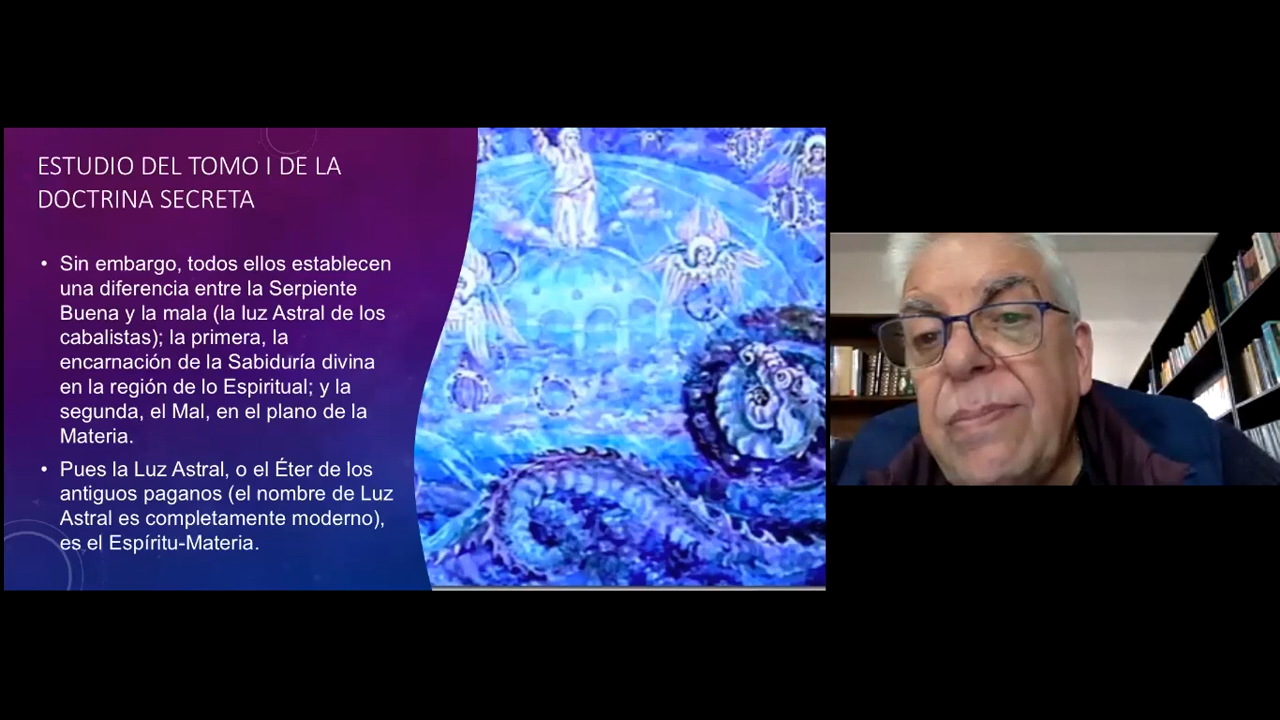 ESTUDIO DEL TOMO I DE LA
DOCTRINA SECRETA
• Sin embargo, todos ellos establecen
una diferencia entre la Serpiente
Buena y la mala (la luz Astral de los
cabalistas); la primera, la
encarnación de la Sabiduría divina
en la región de lo Espiritual; y la
segunda, el Mal, en el plano de la
Materia.
• Pues la Luz Astral, o el Éter de los
antiguos paganos (el nombre de Luz
Astral es completamente moderno),
es el Espíritu-Materia.